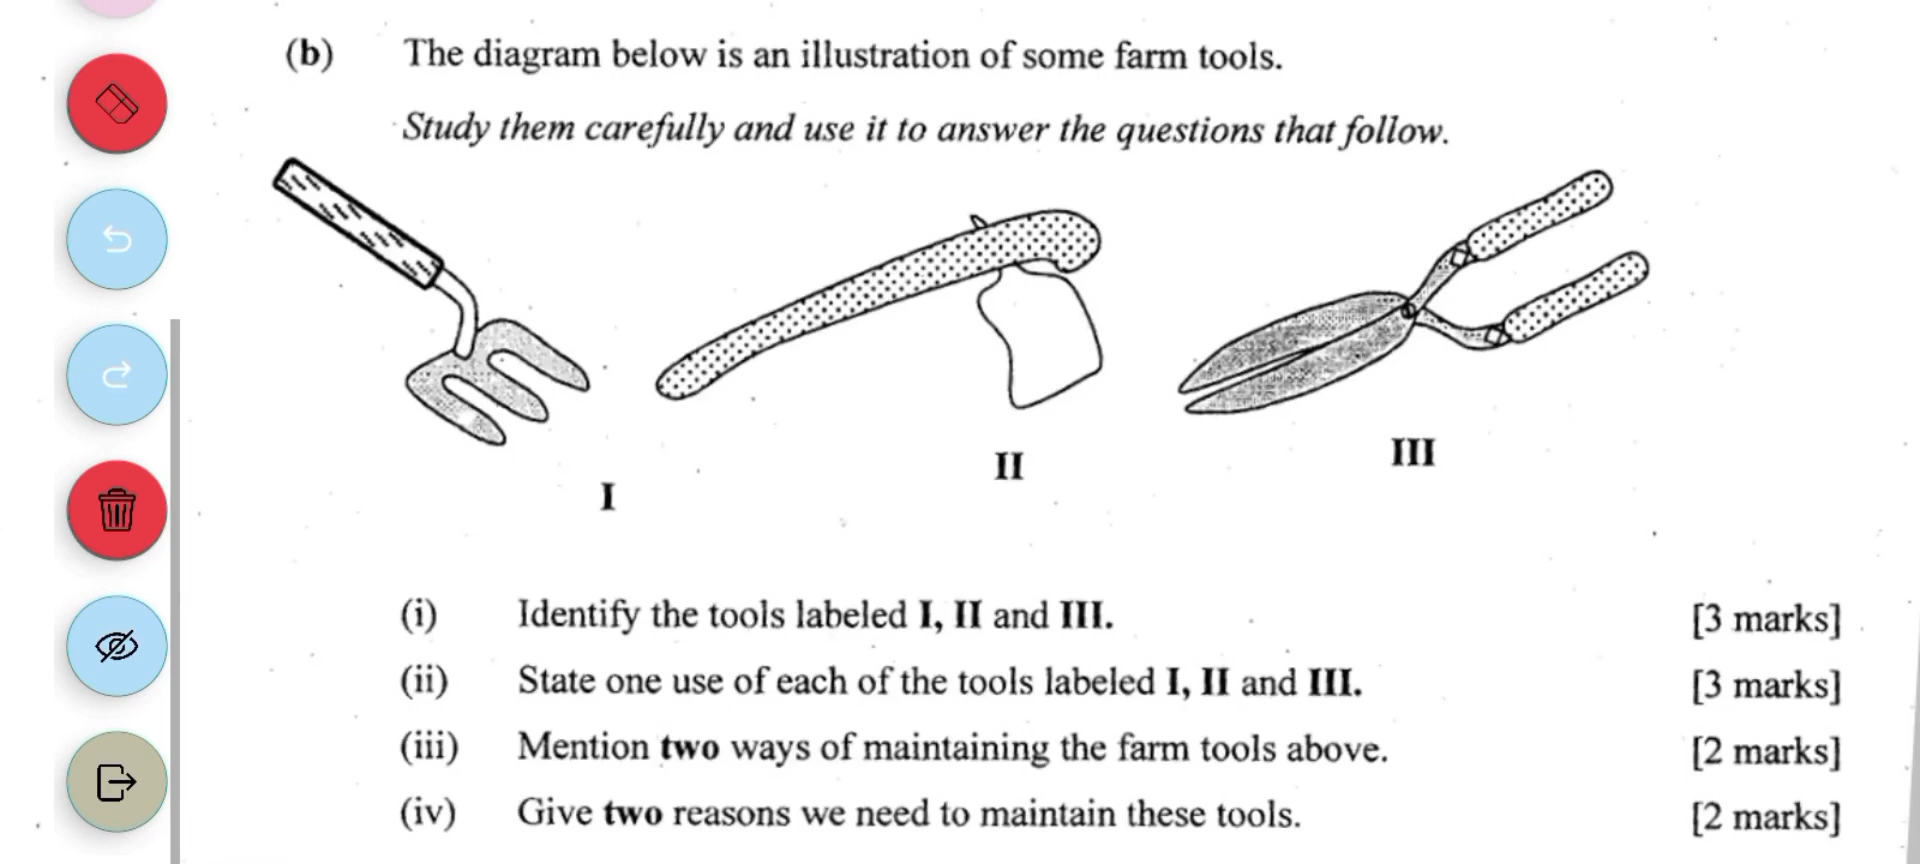 (b) The diagram below is an illustration of some farm tools.
Study them carefully and use it to answer the questions that follow.
I
II
III
(i) Identify the tools labeled I, II and III. [3 marks]
(ii) State one use of each of the tools labeled I, II and III. [3 marks]
(iii) Mention two ways of maintaining the farm tools above. [2 marks]
(iv) Give two reasons we need to maintain these tools. [2 marks]